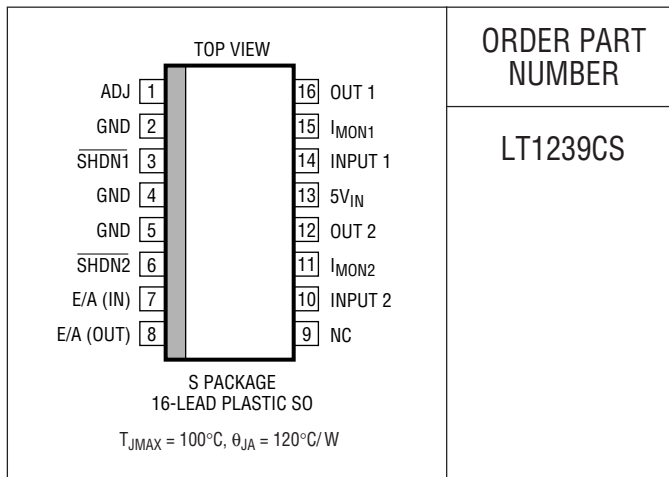 TOP VIEW
ADJ 1
GND 2
SHDN1 3
GND 4
GND 5
SHDN2 6
E/A (IN) 7
E/A (OUT) 8
16 OUT 1
15 IMON1
14 INPUT 1
13 5VIN
12 OUT 2
11 IMON2
10 INPUT 2
9 NC
S PACKAGE
16-LEAD PLASTIC SO
TJMAX = 100°C, θJA = 120°C/ W
ORDER PART
NUMBER
LT1239CS